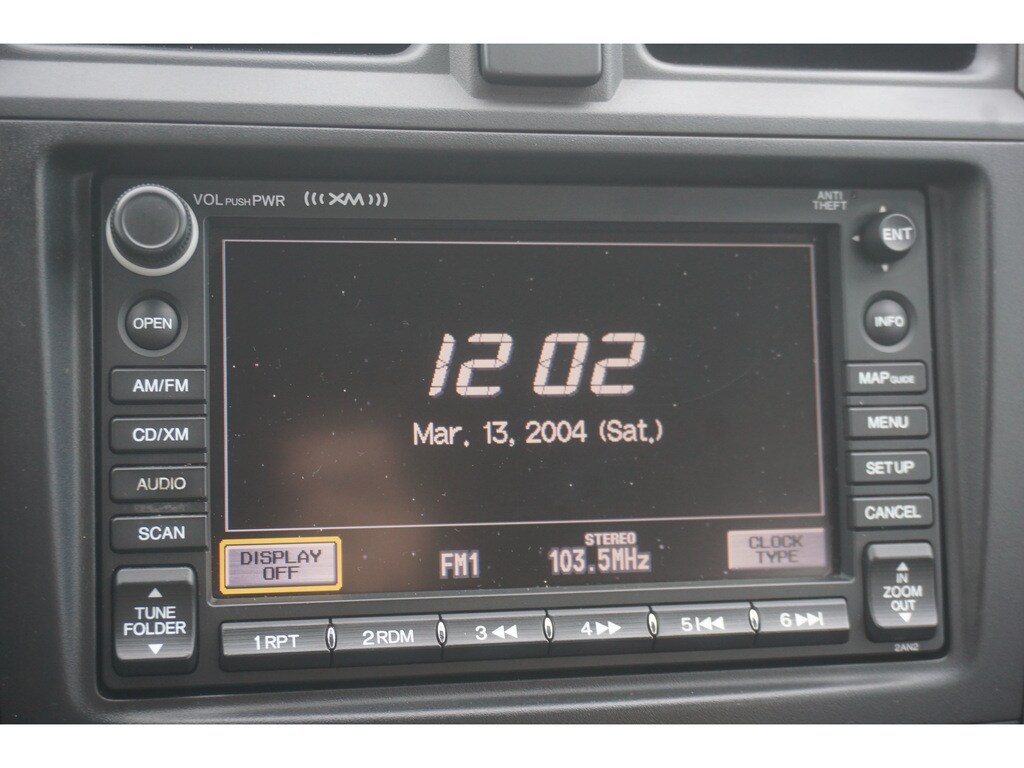 VOL PUSH PWR
(((XM)))
ANTI
THEFT
ENT
OPEN
INFO
12 02
AM/FM
MAP GUIDE
CD/XM
Mar. 13, 2004 (Sat.)
MENU
AUDIO
SETUP
SCAN
CANCEL
DISPLAY
OFF
FM1
STEREO
103.5MHz
CLOCK
TYPE
TUNE
FOLDER
IN
ZOOM
OUT
1 RPT
2 RDM
3
4
5
6
2AN2